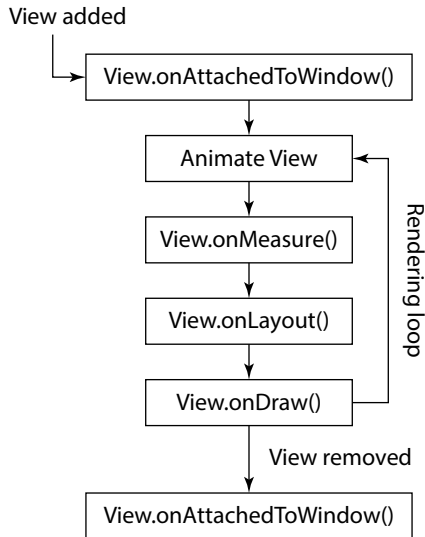 View added
View.onAttachedToWindow()
Animate View
View.onMeasure()
Rendering loop
View.onLayout()
View.onDraw()
View removed
View.onAttachedToWindow()